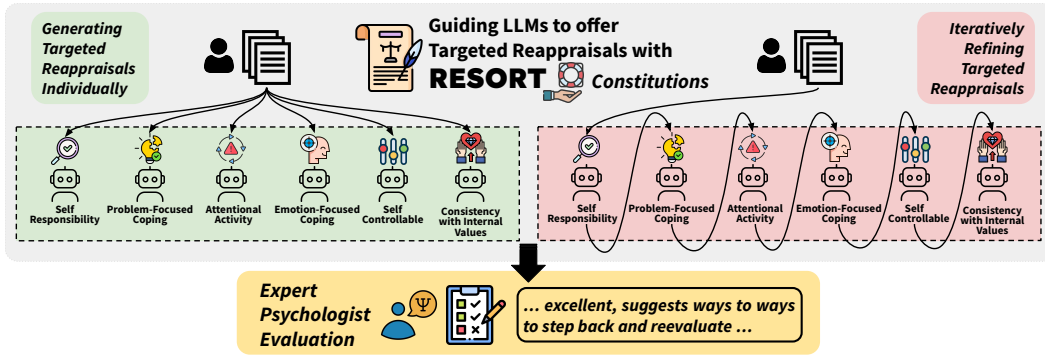 Generating
Targeted
Reappraisals
Individually
Guiding LLMs to offer
Targeted Reappraisals with
RESORT Constitutions
Iteratively
Refining
Targeted
Reappraisals
Self
Responsibility
Problem-Focused
Coping
Attentional
Activity
Emotion-Focused
Coping
Self
Controllable
Consistency
with Internal
Values
Self
Responsibility
Problem-Focused
Coping
Attentional
Activity
Emotion-Focused
Coping
Self
Controllable
Consistency
with Internal
Values
Expert
Psychologist
Evaluation
Ψ
... excellent, suggests ways to ways
to step back and reevaluate ...